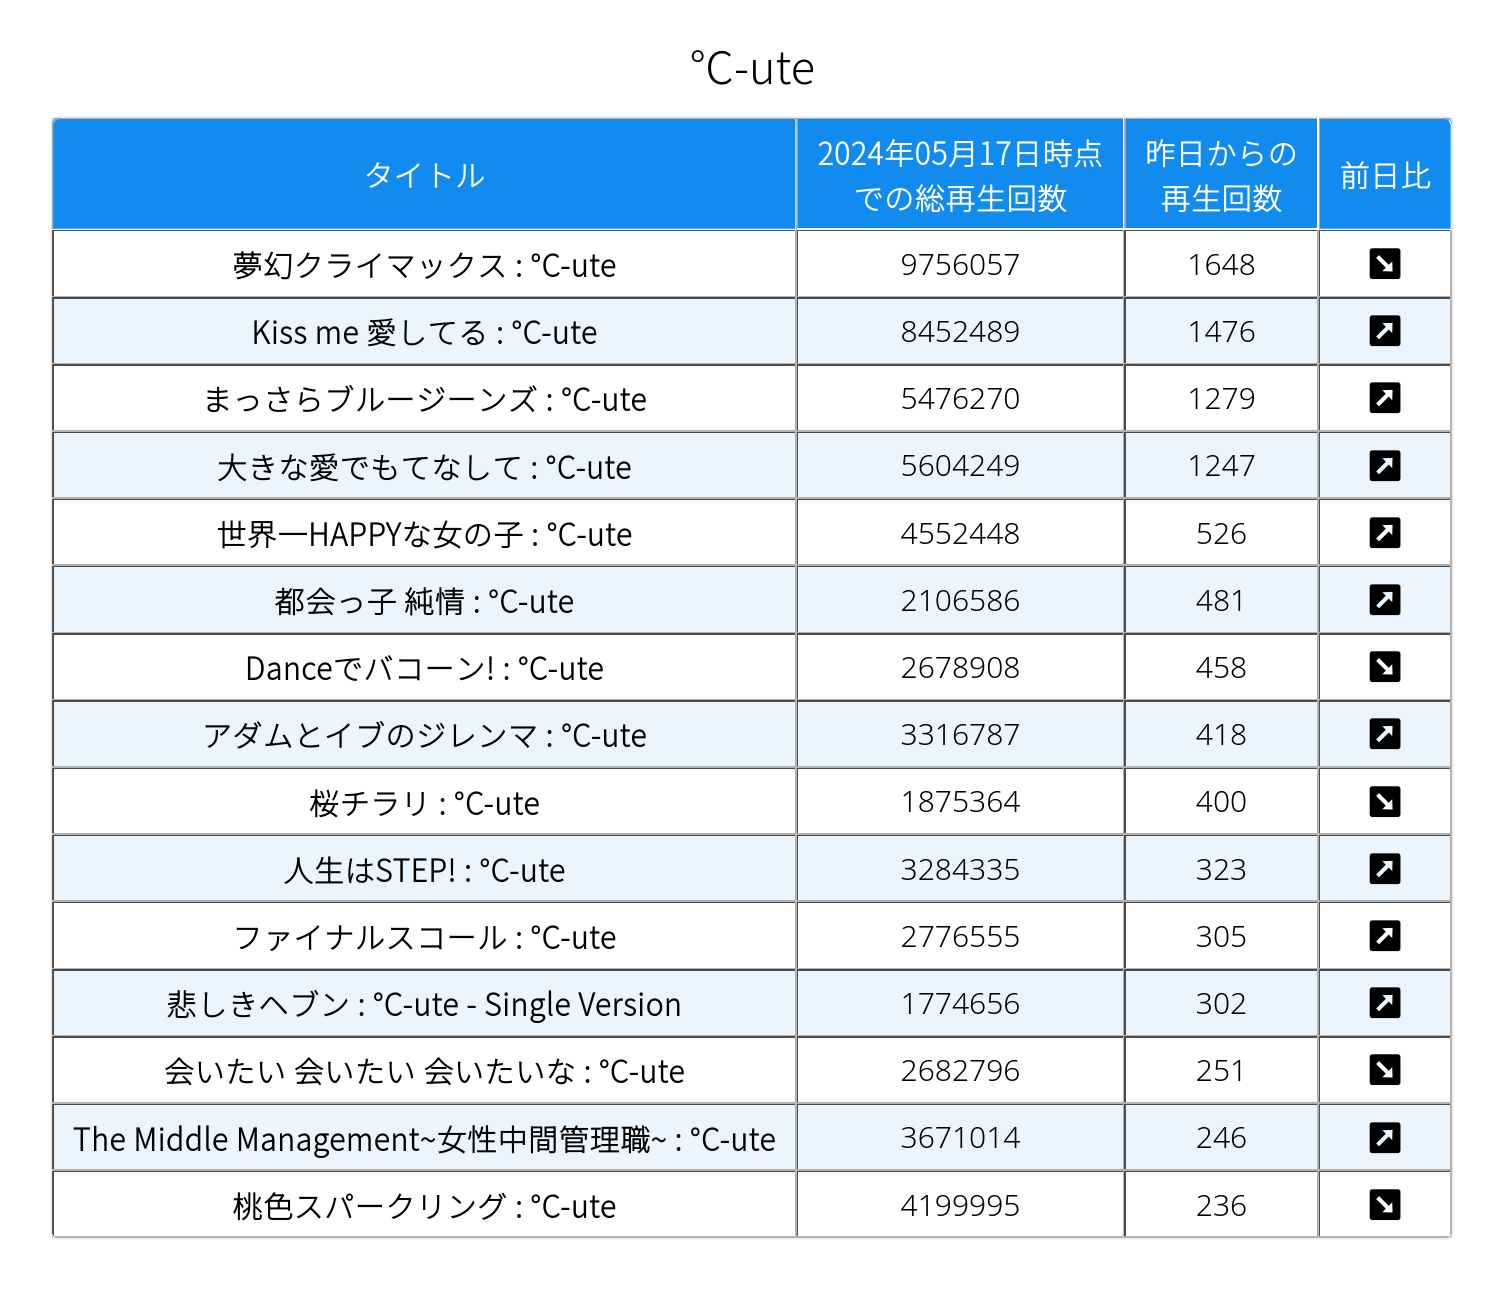 ℃-ute
タイトル 2024年05月17日時点 での総再生回数 昨日からの 再生回数 前日比
夢幻クライマックス : ℃-ute 9756057 1648
Kiss me 愛してる : ℃-ute 8452489 1476
まっさらブルージーンズ : ℃-ute 5476270 1279
大きな愛でもてなして : ℃-ute 5604249 1247
世界一HAPPYな女の子 : ℃-ute 4552448 526
都会っ子 純情 : ℃-ute 2106586 481
Danceでバコーン! : ℃-ute 2678908 458
アダムとイブのジレンマ : ℃-ute 3316787 418
桜チラリ : ℃-ute 1875364 400
人生はSTEP! : ℃-ute 3284335 323
ファイナルスコール : ℃-ute 2776555 305
悲しきヘブン : ℃-ute - Single Version 1774656 302
会いたい 会いたい 会いたいな : ℃-ute 2682796 251
The Middle Management~女性中間管理職~ : ℃-ute 3671014 246
桃色スパークリング : ℃-ute 4199995 236